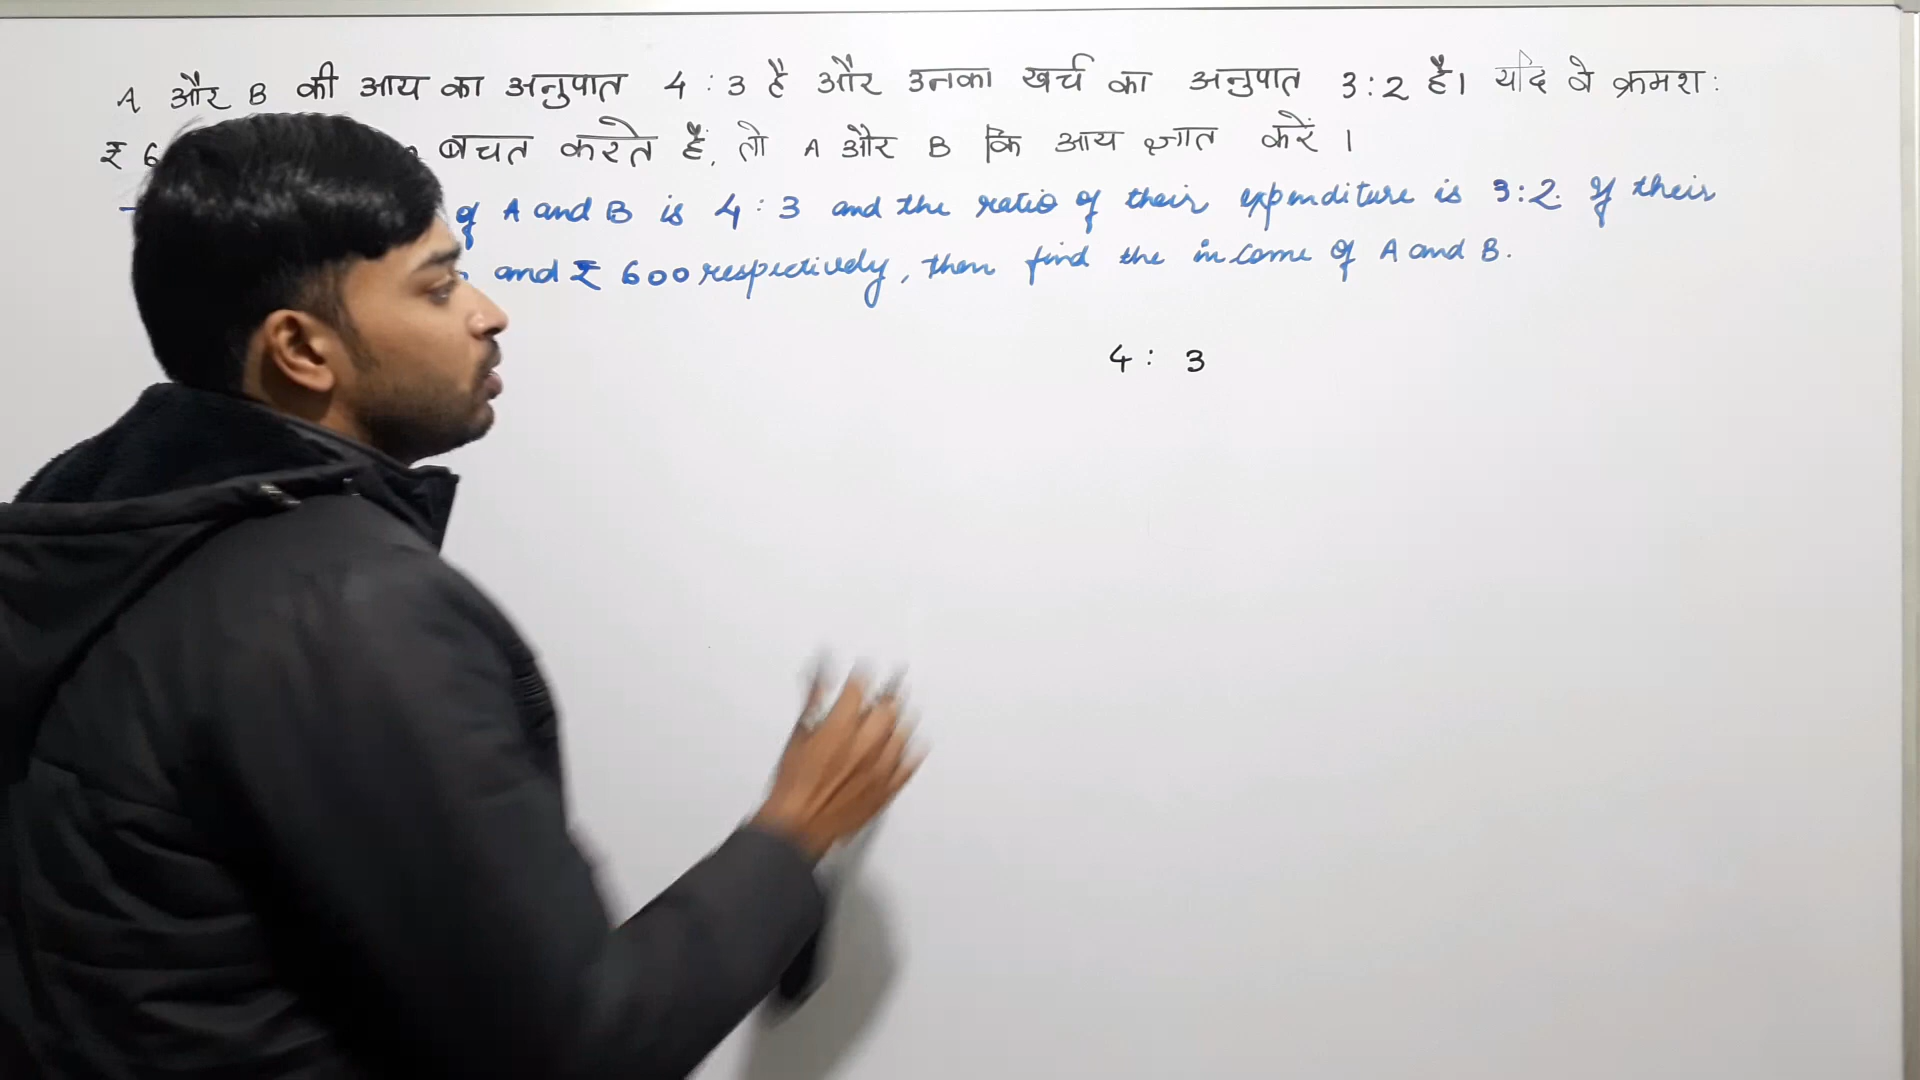 A और B की आय का अनुपात 4 : 3 है और उनका खर्च का अनुपात 3 : 2 है। यदि वे क्रमश :
₹ 6 बचत करते हैं, तो A और B कि आय ज्ञात करें ।
of A and B is 4 : 3 and the ratio of their expenditure is 3:2. If their
and ₹ 600 respectively, then find the income of A and B.
4 : 3